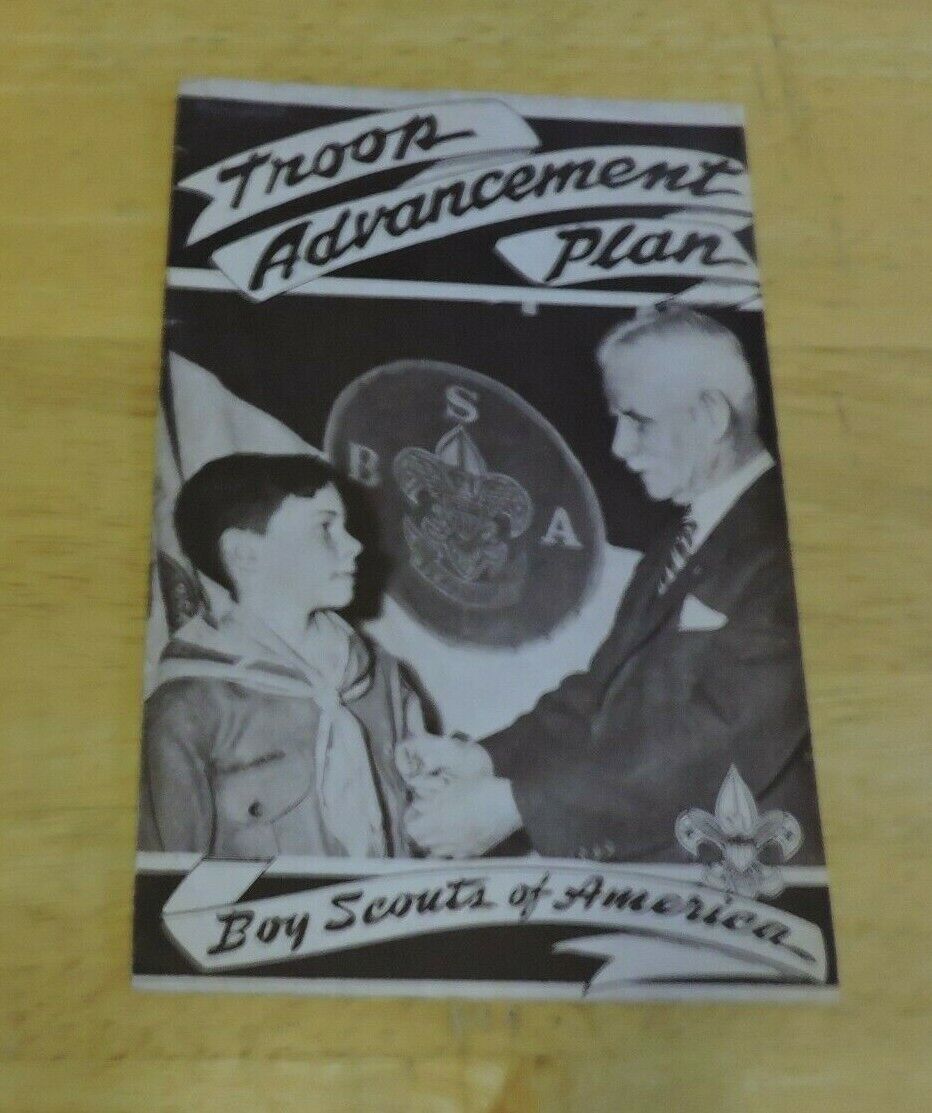 Troop
Advancement
Plan
B S A
Boy Scouts of America